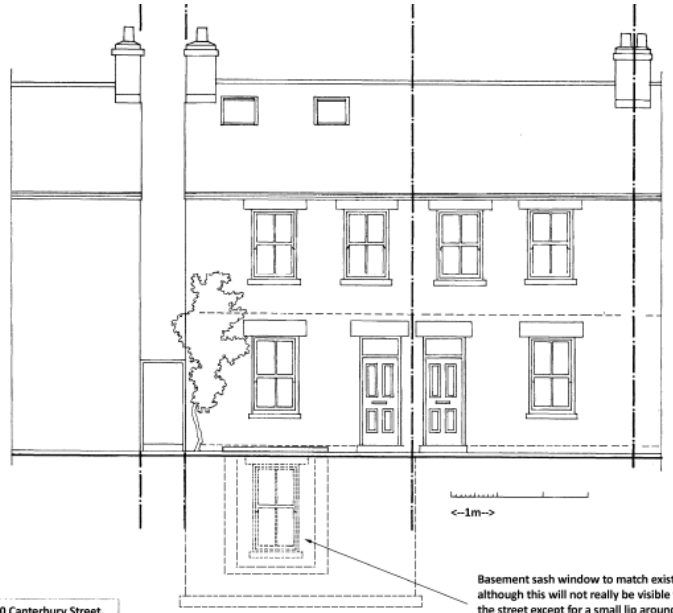 <--1m-->
Basement sash window to match exist
although this will not really be visible
the street except for a small lip around
0 Canterbury Street,